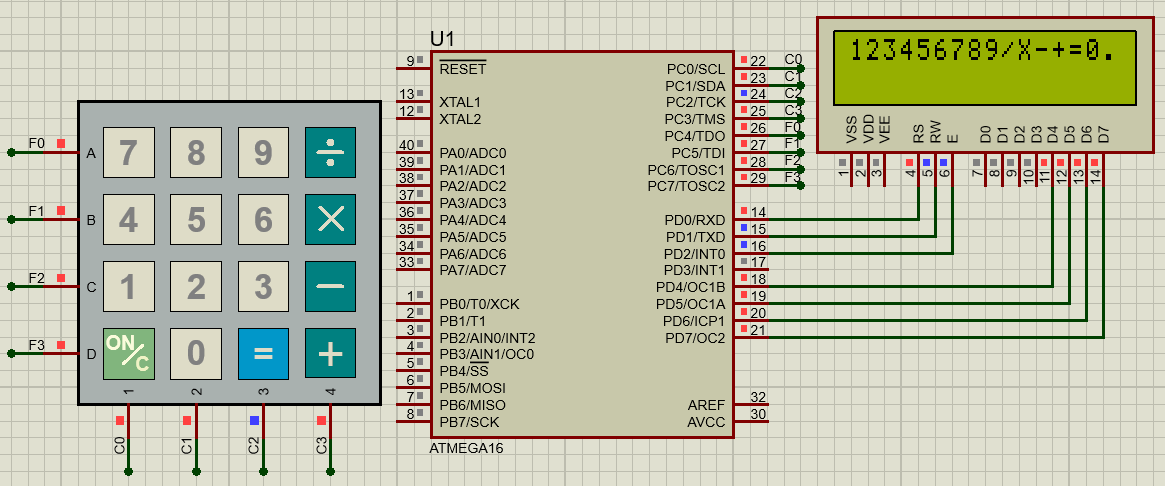 F0
F1
F2
F3
A
B
C
D
7 8 9 ÷
4 5 6 ×
1 2 3 −
ON/C 0 = +
1 2 3 4
C0 C1 C2 C3
U1
9 RESET
13 XTAL1
12 XTAL2
40 PA0/ADC0
39 PA1/ADC1
38 PA2/ADC2
37 PA3/ADC3
36 PA4/ADC4
35 PA5/ADC5
34 PA6/ADC6
33 PA7/ADC7
1 PB0/T0/XCK
2 PB1/T1
3 PB2/AIN0/INT2
4 PB3/AIN1/OC0
5 PB4/SS
6 PB5/MOSI
7 PB6/MISO
8 PB7/SCK
PC0/SCL 22 C0
PC1/SDA 23 C1
PC2/TCK 24 C2
PC3/TMS 25 C3
PC4/TDO 26 F0
PC5/TDI 27 F1
PC6/TOSC1 28 F2
PC7/TOSC2 29 F3
PD0/RXD 14
PD1/TXD 15
PD2/INT0 16
PD3/INT1 17
PD4/OC1B 18
PD5/OC1A 19
PD6/ICP1 20
PD7/OC2 21
AREF 32
AVCC 30
ATMEGA16
123456789/X-+=0.
VSS VDD VEE RS RW E D0 D1 D2 D3 D4 D5 D6 D7
1 2 3 4 5 6 7 8 9 10 11 12 13 14